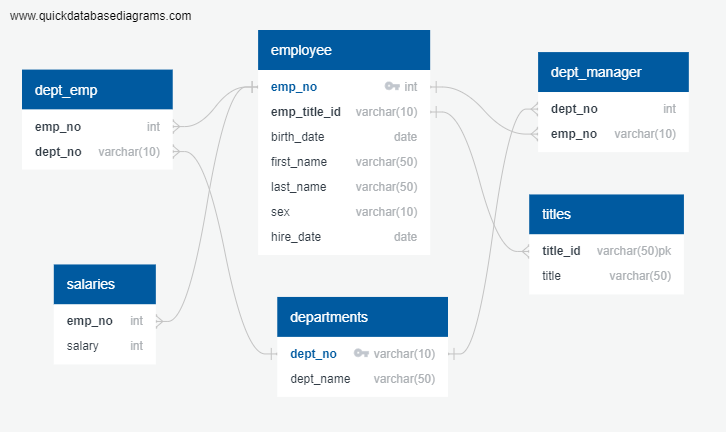 www.quickdatabasediagrams.com
dept_emp
emp_no int
dept_no varchar(10)
employee
emp_no int
emp_title_id varchar(10)
birth_date date
first_name varchar(50)
last_name varchar(50)
sex varchar(10)
hire_date date
dept_manager
dept_no int
emp_no varchar(10)
titles
title_id varchar(50)pk
title varchar(50)
salaries
emp_no int
salary int
departments
dept_no varchar(10)
dept_name varchar(50)